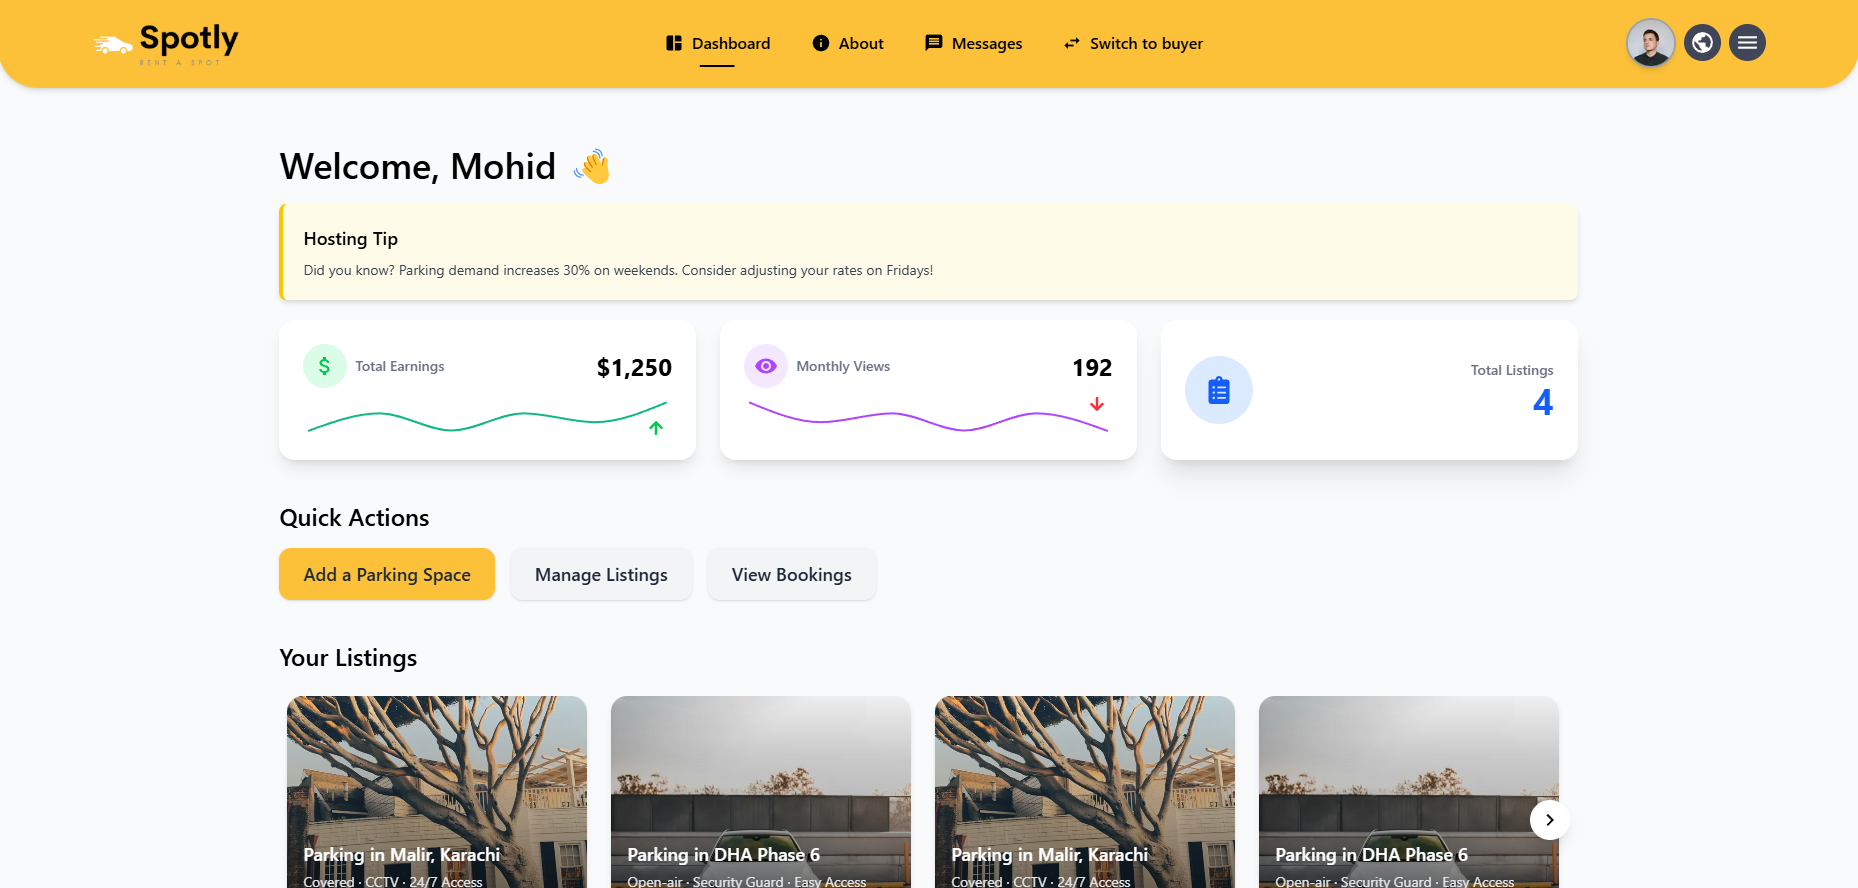 Spotly
RENT A SPOT
Dashboard
About
Messages
Switch to buyer
Welcome, Mohid 👋
Hosting Tip
Did you know? Parking demand increases 30% on weekends. Consider adjusting your rates on Fridays!
Total Earnings
$1,250
Monthly Views
192
Total Listings
4
Quick Actions
Add a Parking Space
Manage Listings
View Bookings
Your Listings
Parking in Malir, Karachi
Covered · CCTV · 24/7 Access
Parking in DHA Phase 6
Open-air · Security Guard · Easy Access
Parking in Malir, Karachi
Covered · CCTV · 24/7 Access
Parking in DHA Phase 6
Open-air · Security Guard · Easy Access